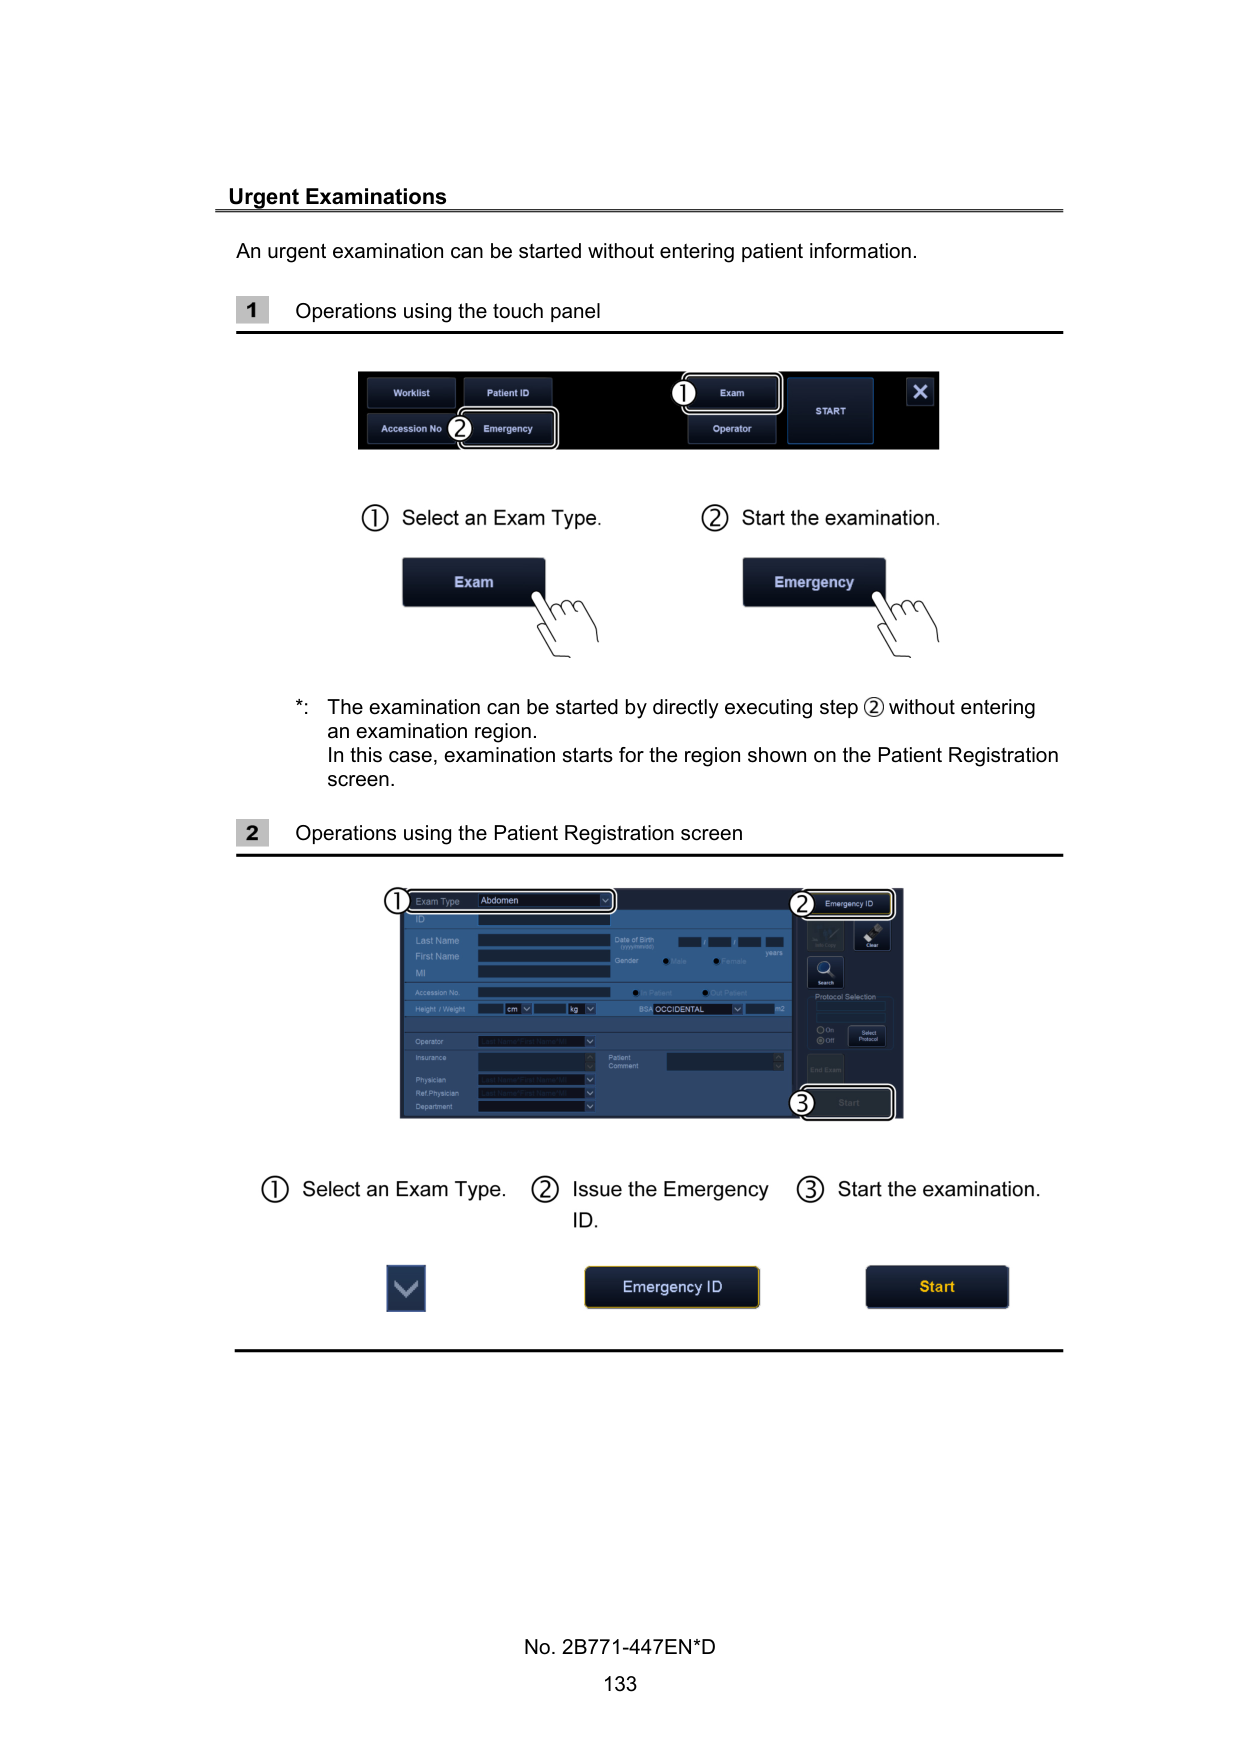 Urgent Examinations
An urgent examination can be started without entering patient information.
1 Operations using the touch panel
Worklist Patient ID ① Exam START
Accession No ② Emergency Operator
① Select an Exam Type. ② Start the examination.
Exam Emergency
*: The examination can be started by directly executing step ② without entering
an examination region.
In this case, examination starts for the region shown on the Patient Registration
screen.
2 Operations using the Patient Registration screen
① Exam Type Abdomen ② Emergency ID
ID
Last Name Date of Birth / /
First Name years
Gender Male Female
MI
Clear
Search
Accession No. In Patient Out Patient
Height / Weight cm kg BSA OCCIDENTAL m2
Protocol Selection
On
Off
Select
Protocol
Operator
Insurance Patient
Comment
End Exam
Physician
Ref.Physician
Department
③ Start
① Select an Exam Type. ② Issue the Emergency ③ Start the examination.
ID.
Emergency ID Start
No. 2B771-447EN*D
133